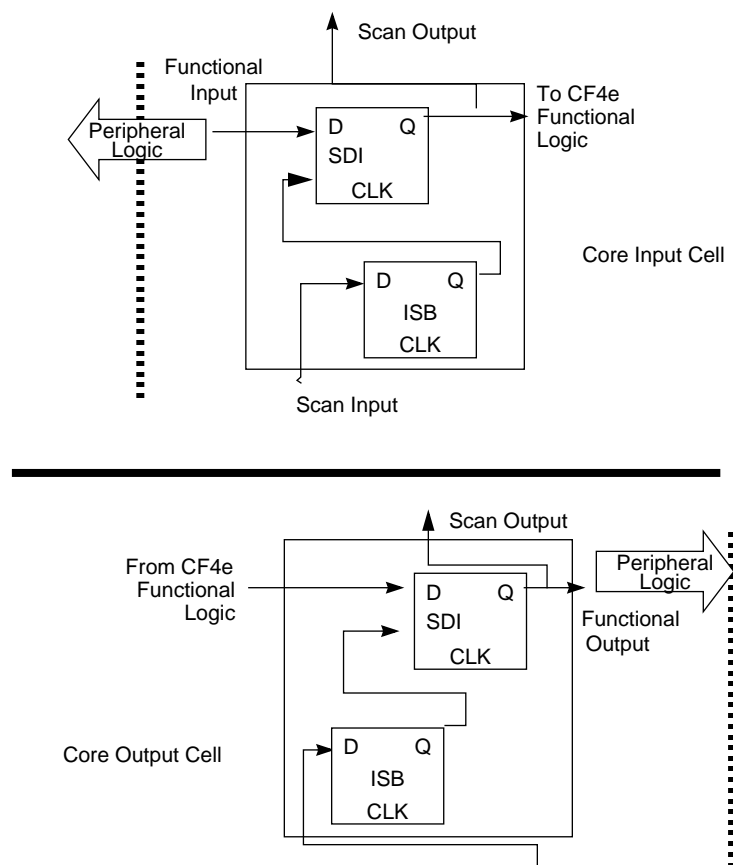 Scan Output
Functional
Input
To CF4e
Functional
Logic
Peripheral
Logic
D Q
SDI
CLK
Core Input Cell
D Q
ISB
CLK
Scan Input
Scan Output
From CF4e
Functional
Logic
Peripheral
Logic
D Q
SDI
CLK
Functional
Output
Core Output Cell
D Q
ISB
CLK